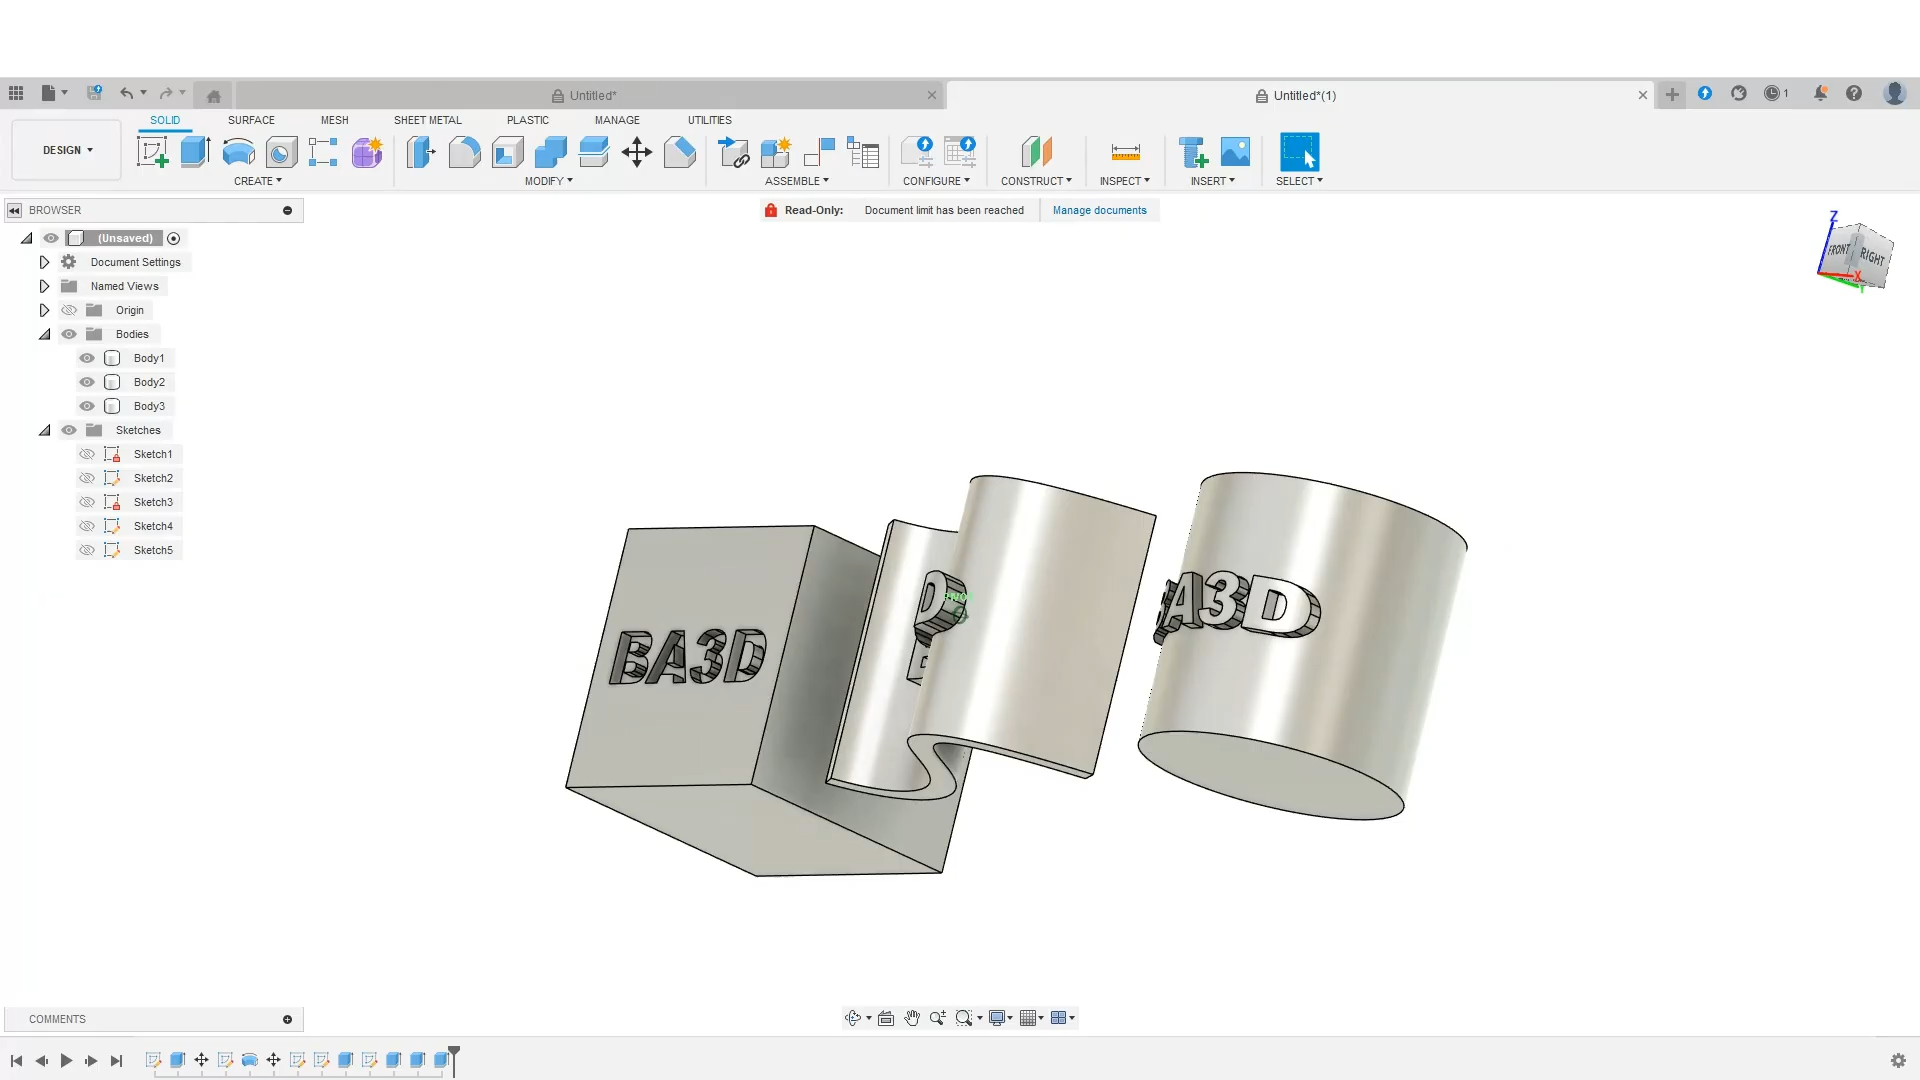 Untitled*
Untitled*(1)
1
DESIGN
SOLID
SURFACE
MESH
SHEET METAL
PLASTIC
MANAGE
UTILITIES
CREATE
MODIFY
ASSEMBLE
CONFIGURE
CONSTRUCT
INSPECT
INSERT
SELECT
BROWSER
Read-Only: Document limit has been reached Manage documents
(Unsaved)
Document Settings
Named Views
Origin
Bodies
Body1
Body2
Body3
Sketches
Sketch1
Sketch2
Sketch3
Sketch4
Sketch5
Z
FRONT
RIGHT
X
Y
BA3D
D
BA3D
COMMENTS